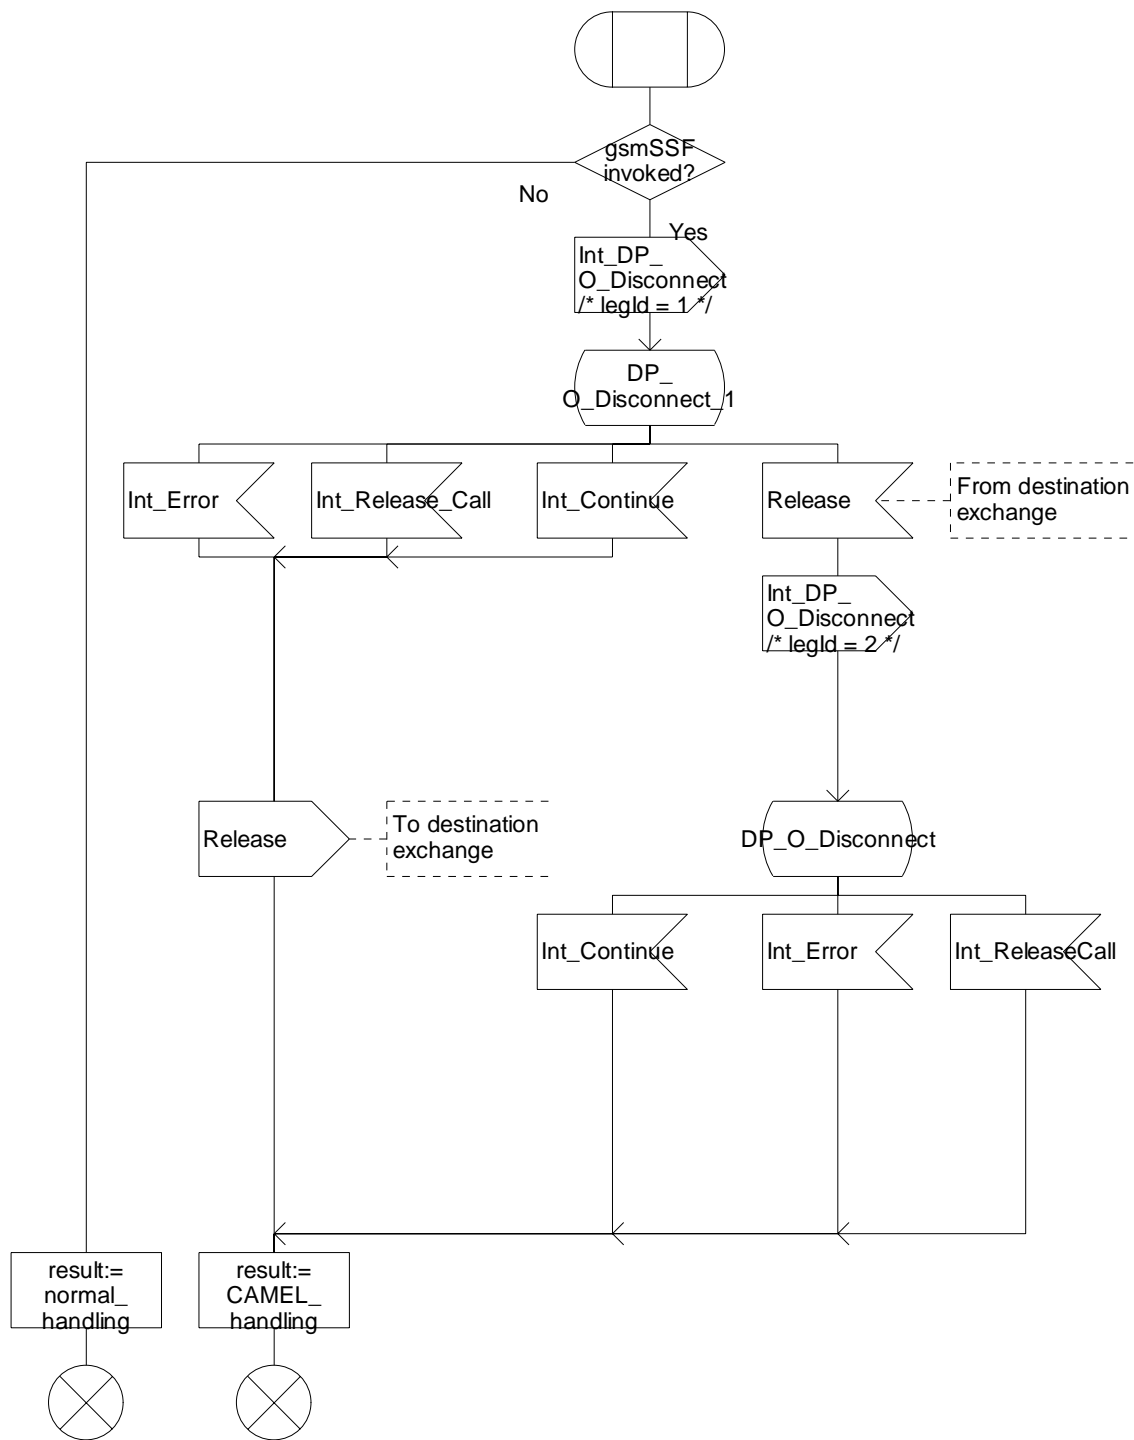 gsmSSF
invoked?
No
Yes
Int_DP_
O_Disconnect
/* legId = 1 */
DP_
O_Disconnect_1
Int_Error
Int_Release_Call
Int_Continue
Release
From destination
exchange
Int_DP_
O_Disconnect
/* legId = 2 */
Release
To destination
exchange
DP_O_Disconnect
Int_Continue
Int_Error
Int_ReleaseCall
result:=
normal_
handling
result:=
CAMEL_
handling